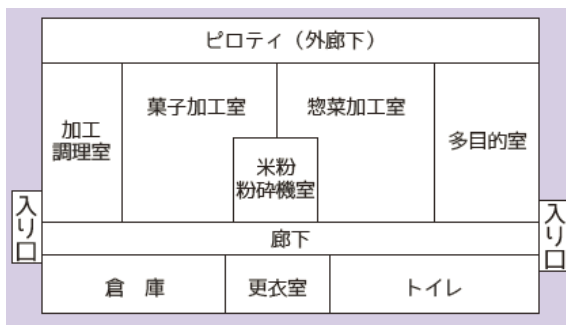 ピロティ（外廊下）
加工
調理室
菓子加工室
惣菜加工室
多目的室
米粉
粉砕機室
入り口
入り口
廊下
倉　庫
更衣室
トイレ